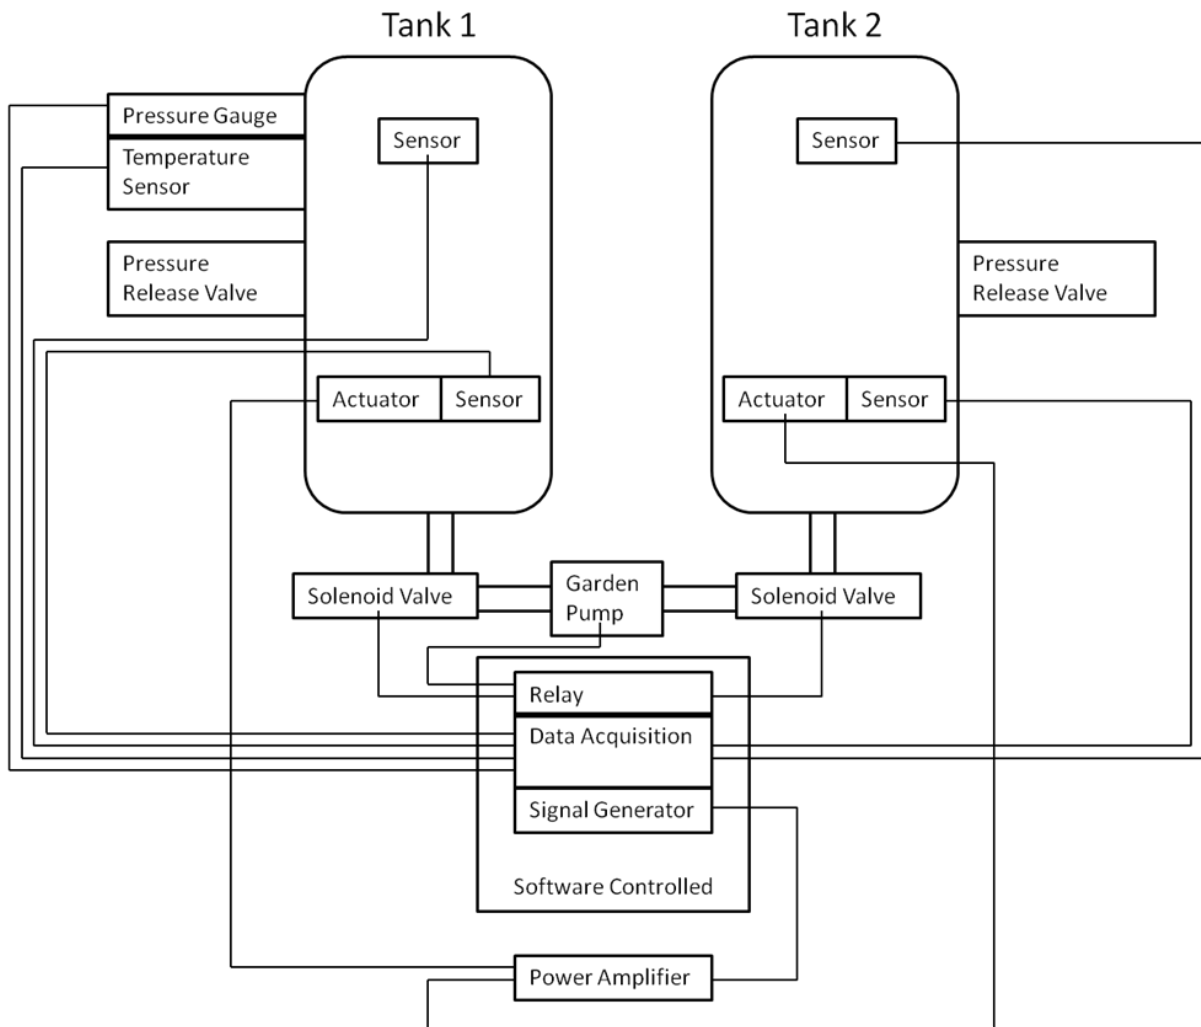 Tank 1
Tank 2
Pressure Gauge
Sensor
Sensor
Temperature
Sensor
Pressure
Release Valve
Pressure
Release Valve
Actuator
Sensor
Actuator
Sensor
Solenoid Valve
Garden
Pump
Solenoid Valve
Relay
Data Acquisition
Signal Generator
Software Controlled
Power Amplifier